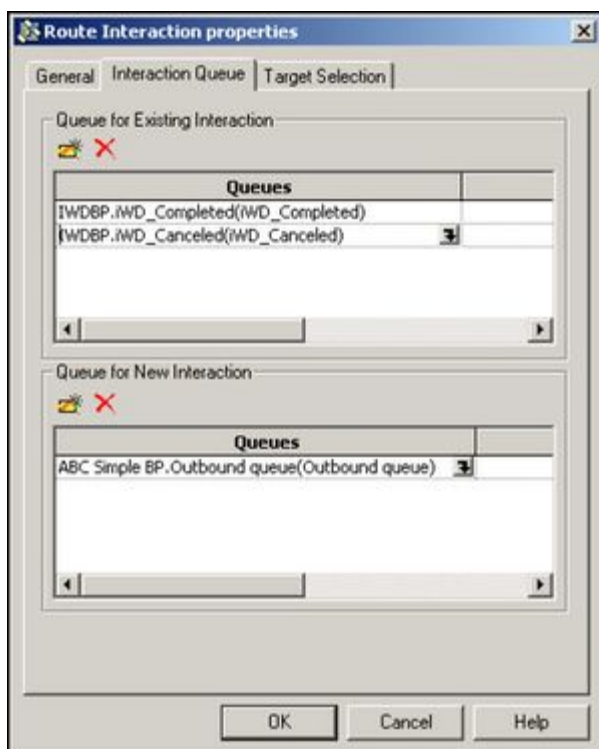 Route Interaction properties
General Interaction Queue Target Selection
Queue for Existing Interaction
Queues
IWDBP.iWD_Completed(iWD_Completed)
IWDBP.iWD_Canceled(iWD_Canceled)
Queue for New Interaction
Queues
ABC Simple BP.Outbound queue(Outbound queue)
OK Cancel Help